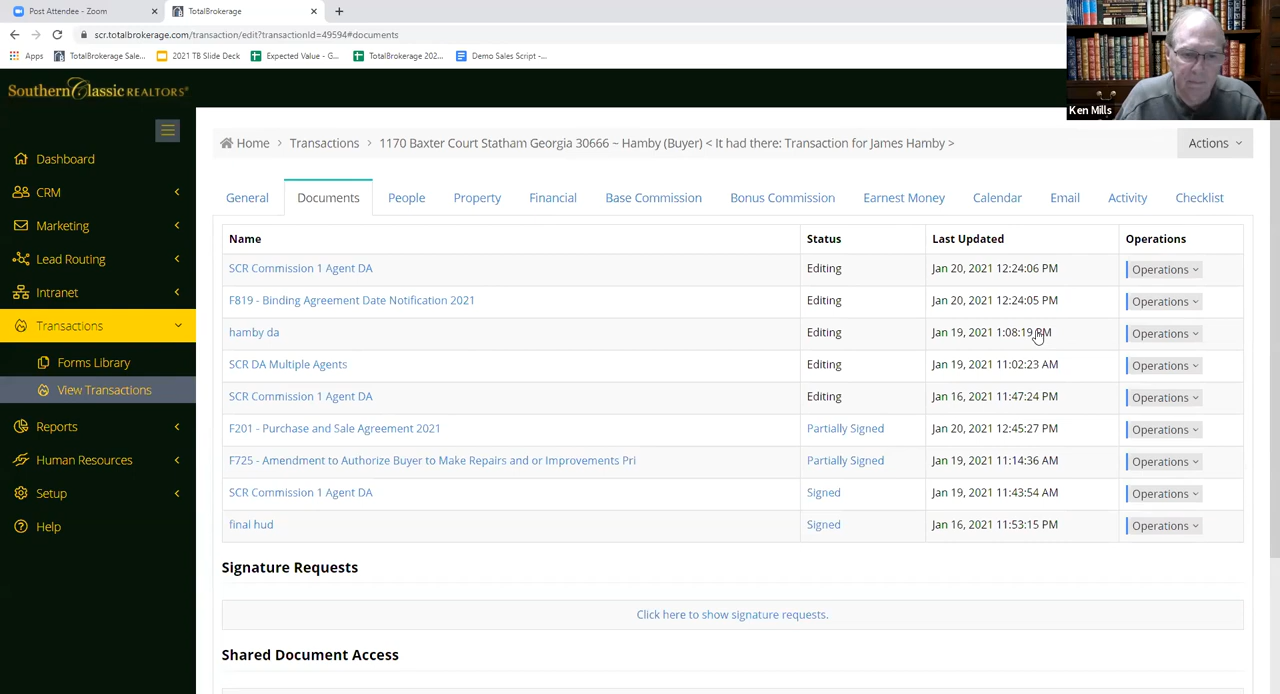 Post Attendee - Zoom
TotalBrokerage
scr.totalbrokerage.com/transaction/edit?transactionId=49594#documents
Apps TotalBrokerage Sale... 2021 TB Slide Deck Expected Value - G... TotalBrokerage 202... Demo Sales Script -...
Ken Mills
SouthernClassic REALTORS®
Home > Transactions > 1170 Baxter Court Statham Georgia 30666 ~ Hamby (Buyer) < It had there: Transaction for James Hamby >
Actions
Dashboard
CRM
Marketing
Lead Routing
Intranet
Transactions
Forms Library
View Transactions
Reports
Human Resources
Setup
Help
General Documents People Property Financial Base Commission Bonus Commission Earnest Money Calendar Email Activity Checklist
Name Status Last Updated Operations
SCR Commission 1 Agent DA Editing Jan 20, 2021 12:24:06 PM Operations
F819 - Binding Agreement Date Notification 2021 Editing Jan 20, 2021 12:24:05 PM Operations
hamby da Editing Jan 19, 2021 1:08:19 PM Operations
SCR DA Multiple Agents Editing Jan 19, 2021 11:02:23 AM Operations
SCR Commission 1 Agent DA Editing Jan 16, 2021 11:47:24 PM Operations
F201 - Purchase and Sale Agreement 2021 Partially Signed Jan 20, 2021 12:45:27 PM Operations
F725 - Amendment to Authorize Buyer to Make Repairs and or Improvements Pri Partially Signed Jan 19, 2021 11:14:36 AM Operations
SCR Commission 1 Agent DA Signed Jan 19, 2021 11:43:54 AM Operations
final hud Signed Jan 16, 2021 11:53:15 PM Operations
Signature Requests
Click here to show signature requests.
Shared Document Access